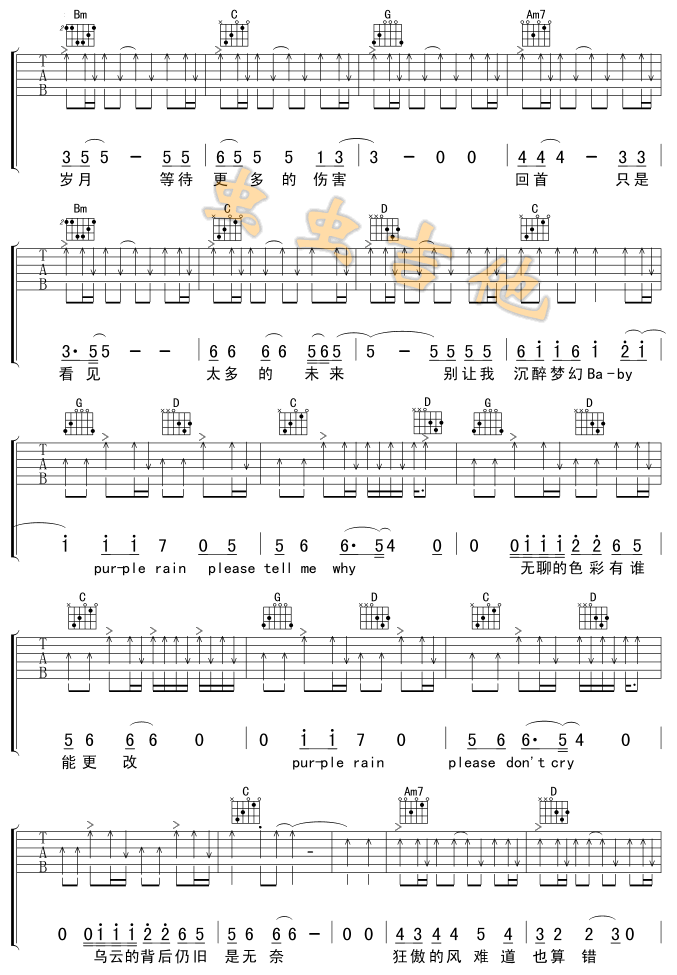 Bm C G Am7
T
A
B
3 5 5 - 5 5 6 5 5 5 1 3 3 - 0 0 4 4 4 - 3 3
岁月 等待 更多的伤害 回首 只是
虫虫吉他
Bm C D C
T
A
B
3· 5 5 - - 6 6 6 6 5 6 5 5 - 5 5 5 5 6 i i 6 i 2 i
看见 太多的未来 别让我 沉醉梦幻Ba-by
G D C D G D
T
A
B
i i i 7 0 5 5 6 6· 5 4 0 0 0 i i i 2 2 6 5
pur-ple rain please tell me why 无聊的色彩有谁
C G D C D
T
A
B
5 6 6 6 0 0 i i 7 0 5 6 6· 5 4 0
能更改 pur-ple rain please don't cry
C Am7 D
T
A
B
0 0 i i i 2 2 6 5 5 6 6 6 - 0 0 4 3 4 4 5 4 3 2 2 3 0
乌云的背后仍旧 是无奈 狂傲的风难道 也算错